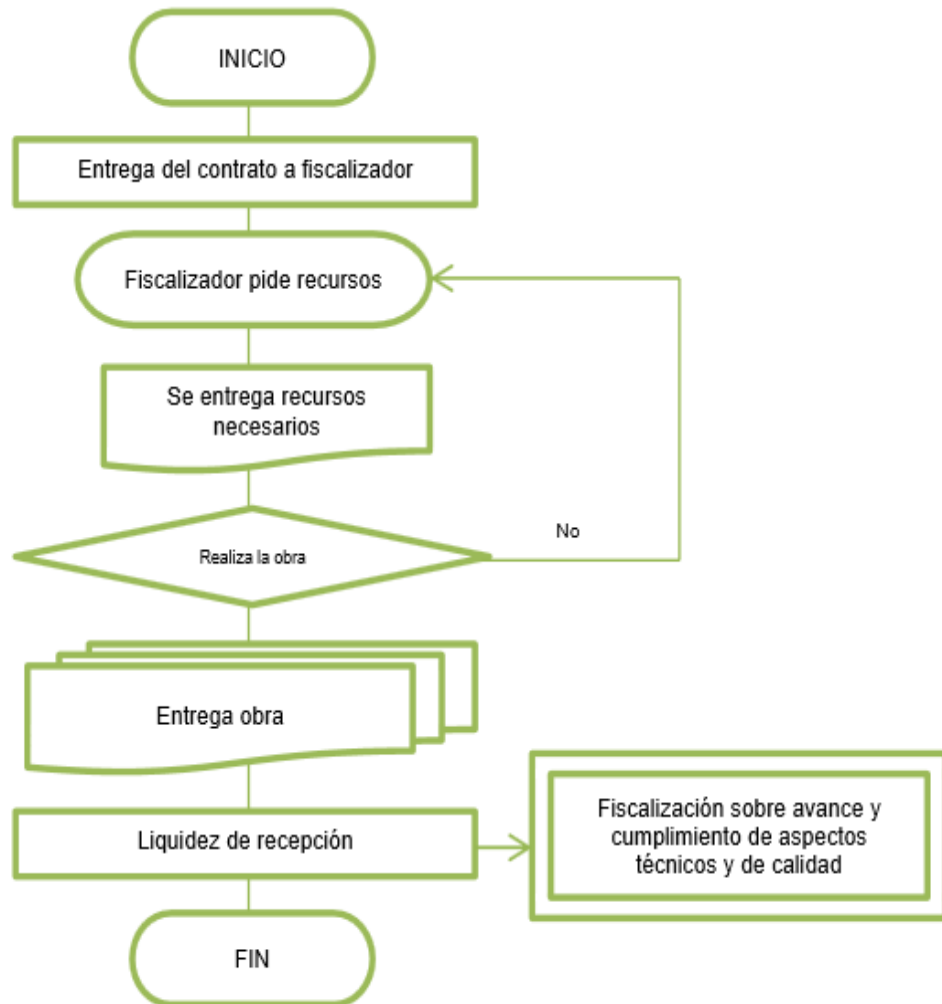 INICIO
Entrega del contrato a fiscalizador
Fiscalizador pide recursos
Se entrega recursos
necesarios
No
Realiza la obra
Entrega obra
Fiscalización sobre avance y
cumplimiento de aspectos
técnicos y de calidad
Liquidez de recepción
FIN